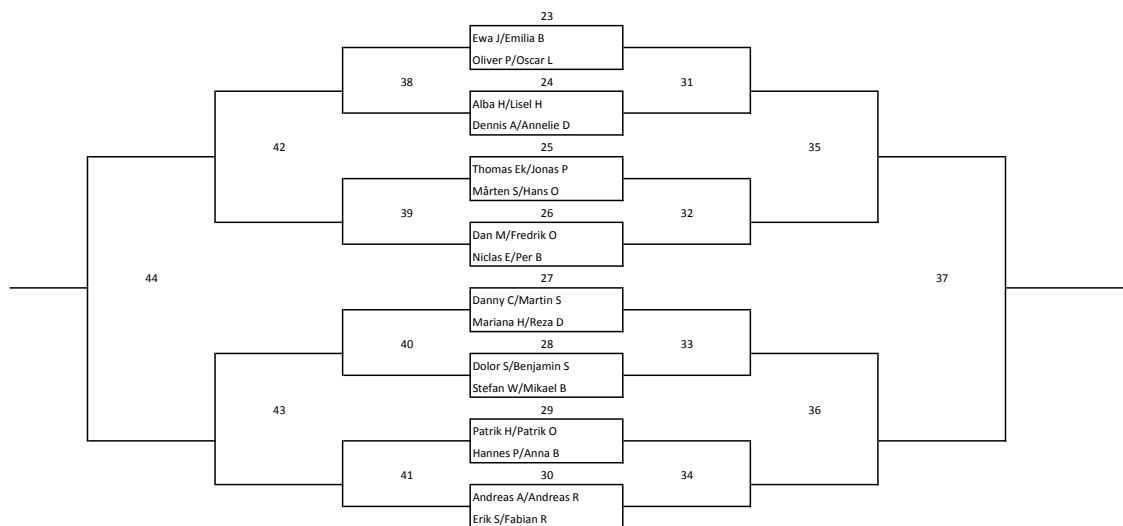 23
Ewa J/Emilia B
Oliver P/Oscar L
38
24
31
Alba H/Lisel H
Dennis A/Annelie D
42
25
35
Thomas Ek/Jonas P
Mårten S/Hans O
39
26
32
Dan M/Fredrik O
Niclas E/Per B
44
27
37
Danny C/Martin S
Mariana H/Reza D
40
28
33
Dolor S/Benjamin S
Stefan W/Mikael B
43
29
36
Patrik H/Patrik O
Hannes P/Anna B
41
30
34
Andreas A/Andreas R
Erik S/Fabian R